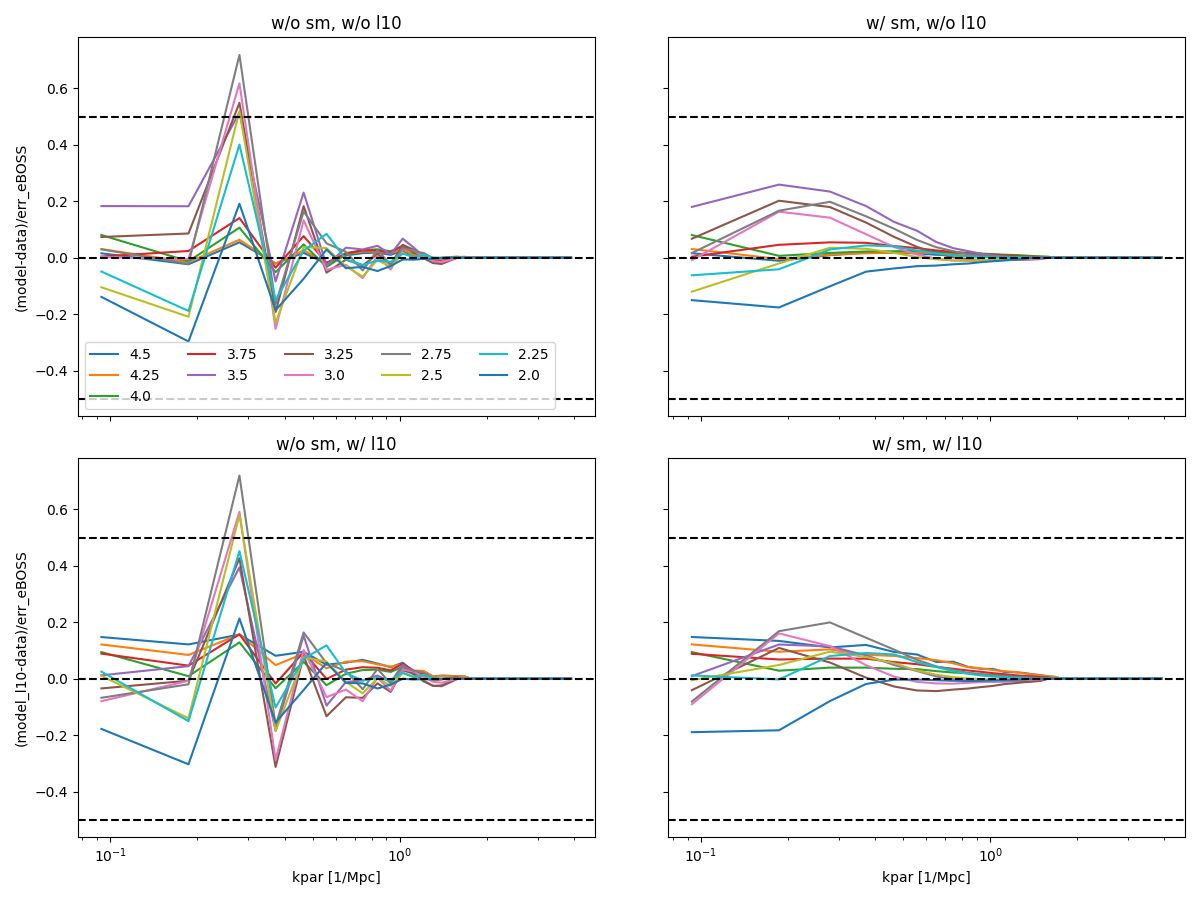 w/o sm, w/o l10
w/ sm, w/o l10
(model-data)/err_eBOSS
0.6
0.4
0.2
0.0
−0.2
−0.4
4.5 3.75 3.25 2.75 2.25
4.25 3.5 3.0 2.5 2.0
4.0
w/o sm, w/ l10
w/ sm, w/ l10
(model_l10-data)/err_eBOSS
0.6
0.4
0.2
0.0
−0.2
−0.4
10⁻¹ 10⁰
10⁻¹ 10⁰
kpar [1/Mpc]
kpar [1/Mpc]